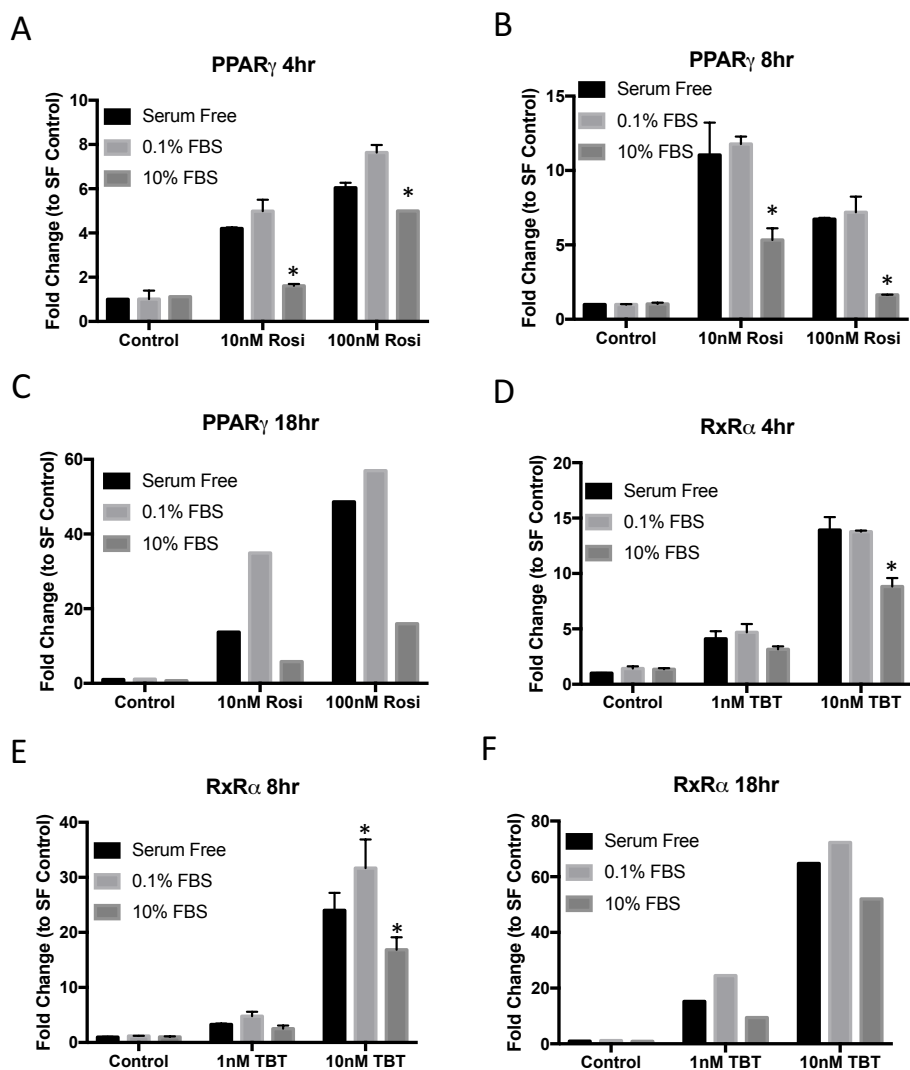 A
PPARγ 4hr
Fold Change (to SF Control)
10
8
6
4
2
0
Serum Free
0.1% FBS
10% FBS
*
*
Control
10nM Rosi
100nM Rosi
B
PPARγ 8hr
Fold Change (to SF Control)
15
10
5
0
Serum Free
0.1% FBS
10% FBS
*
*
Control
10nM Rosi
100nM Rosi
C
PPARγ 18hr
Fold Change (to SF Control)
60
40
20
0
Serum Free
0.1% FBS
10% FBS
Control
10nM Rosi
100nM Rosi
D
RxRα 4hr
Fold Change (to SF Control)
20
15
10
5
0
Serum Free
0.1% FBS
10% FBS
*
Control
1nM TBT
10nM TBT
E
RxRα 8hr
Fold Change (to SF Control)
40
30
20
10
0
Serum Free
0.1% FBS
10% FBS
*
*
Control
1nM TBT
10nM TBT
F
RxRα 18hr
Fold Change (to SF Control)
80
60
40
20
0
Serum Free
0.1% FBS
10% FBS
Control
1nM TBT
10nM TBT